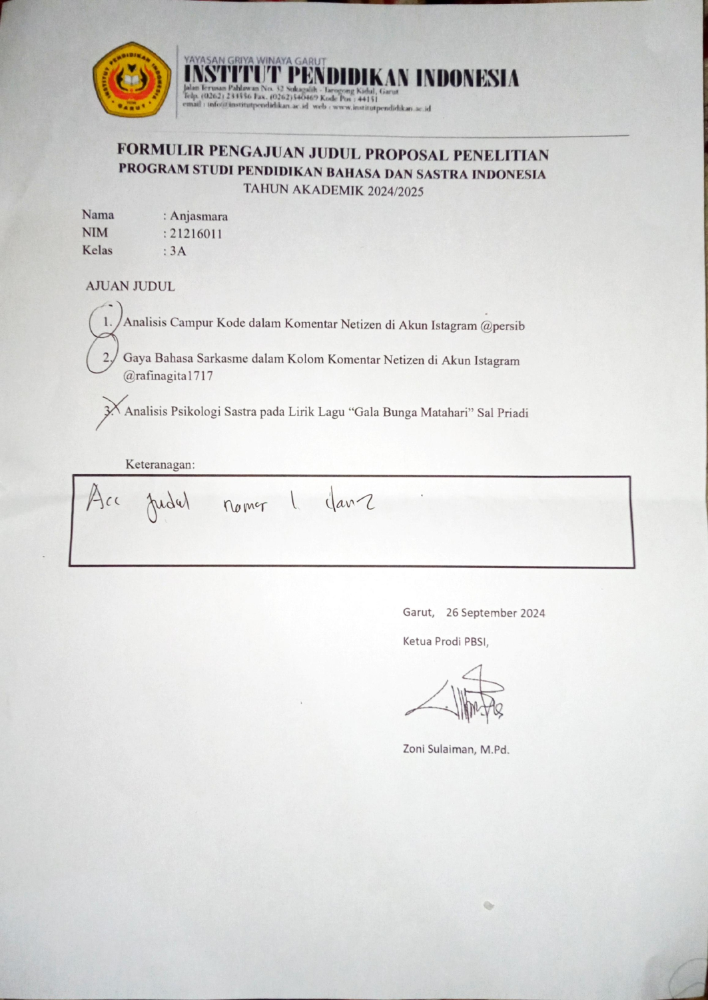 INSTITUT PENDIDIKAN INDONESIA
GARUT
YAYASAN GRIYA WINAYA GARUT
INSTITUT PENDIDIKAN INDONESIA
Jalan Terusan Pahlawan No. 32 Sukagalih - Tarogong Kidul, Garut
Telp. (0262) 233556 Fax. (0262)540469 Kode Pos : 44151
email : info@institutpendidikan.ac.id web : www.institutpendidikan.ac.id
FORMULIR PENGAJUAN JUDUL PROPOSAL PENELITIAN
PROGRAM STUDI PENDIDIKAN BAHASA DAN SASTRA INDONESIA
TAHUN AKADEMIK 2024/2025
Nama : Anjasmara
NIM : 21216011
Kelas : 3A
AJUAN JUDUL
1. Analisis Campur Kode dalam Komentar Netizen di Akun Istagram @persib
2. Gaya Bahasa Sarkasme dalam Kolom Komentar Netizen di Akun Istagram
@rafinagita1717
3. Analisis Psikologi Sastra pada Lirik Lagu “Gala Bunga Matahari” Sal Priadi
Keteranagan:
Acc judul nomer 1 dan 2
Garut, 26 September 2024
Ketua Prodi PBSI,
Zoni Sulaiman, M.Pd.